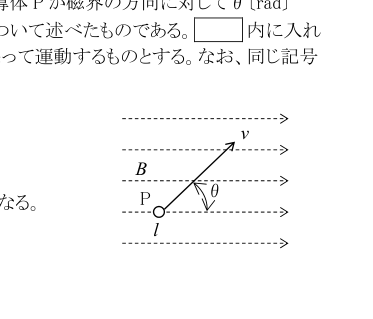 導体 P が磁界の方向に対して θ〔rad〕
ついて述べたものである。 内に入れ
って運動するものとする。なお、同じ記号
v
B
P
θ
なる。
l